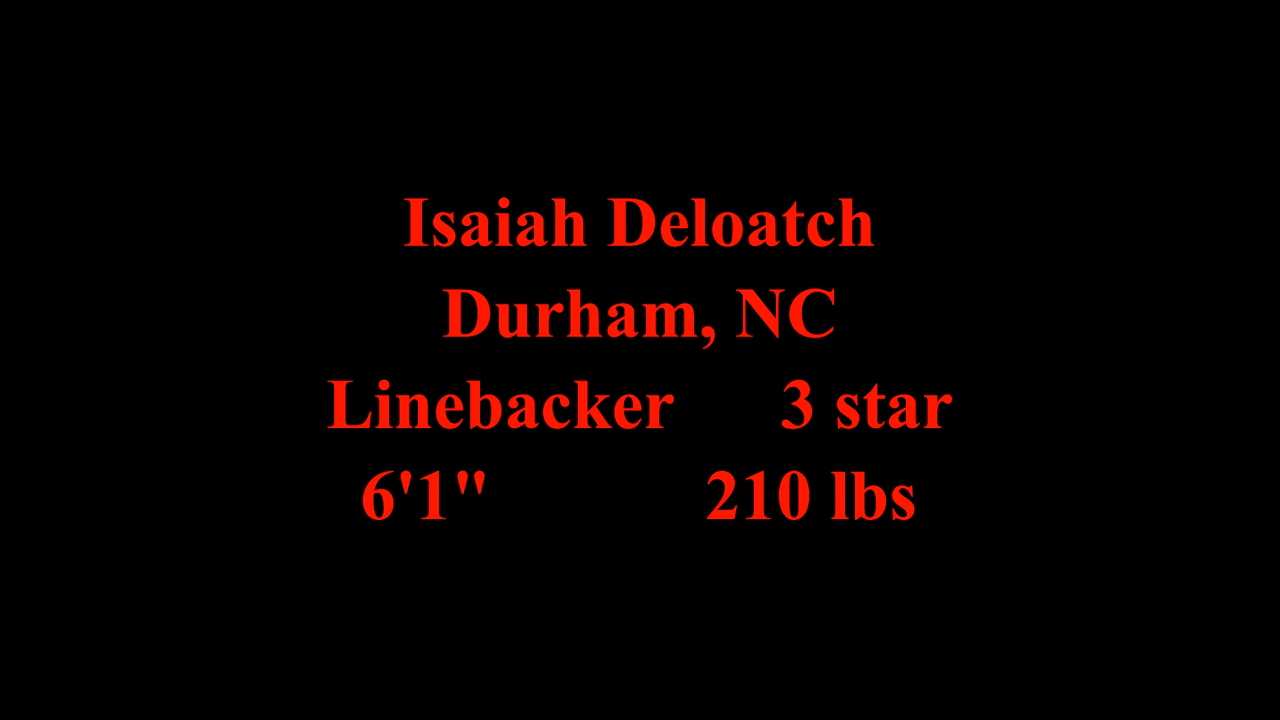 Isaiah Deloatch
Durham, NC
Linebacker 3 star
6'1" 210 lbs